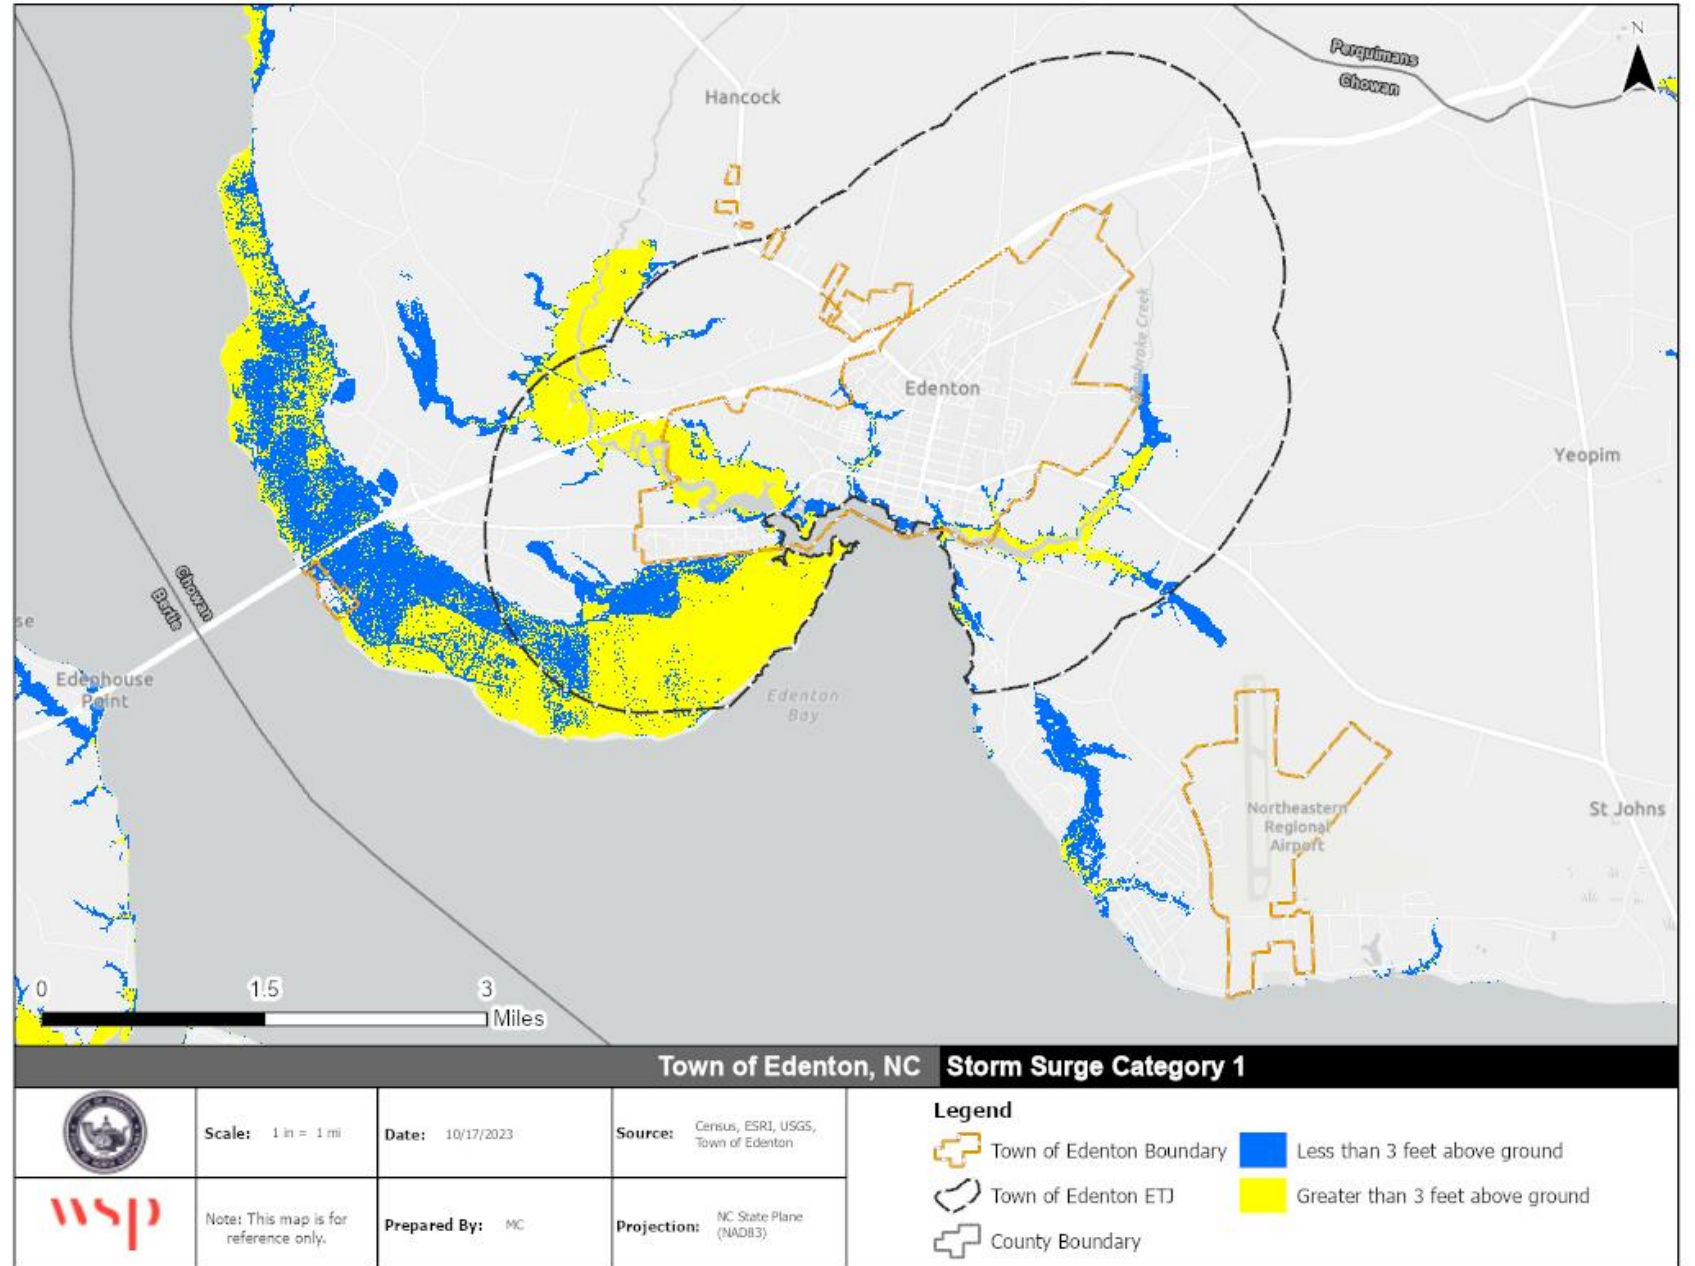 N
Perquimans
Chowan
Hancock
Edenton
Yeopim
Chowan
Bertie
se
Edenhouse
Point
Edenton
Bay
Northeastern
Regional
Airport
St Johns
0 1.5 3
Miles
Town of Edenton, NC Storm Surge Category 1
Scale: 1 in = 1 mi
Date: 10/17/2023
Source: Census, ESRI, USGS,
Town of Edenton
wsp
Note: This map is for
reference only.
Prepared By: MC
Projection: NC State Plane
(NAD83)
Legend
Town of Edenton Boundary
Town of Edenton ETJ
County Boundary
Less than 3 feet above ground
Greater than 3 feet above ground